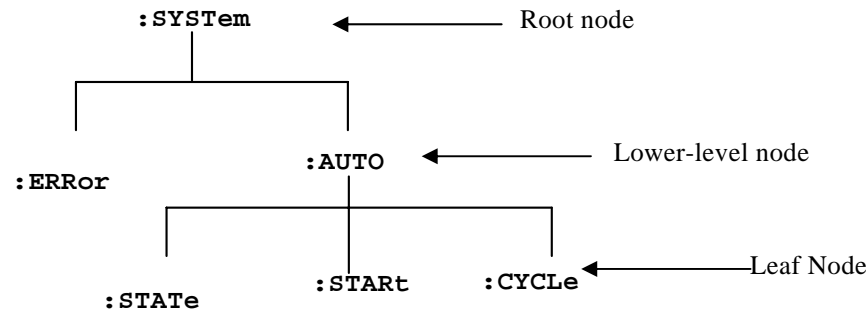 :SYSTem
Root node
:AUTO
Lower-level node
:ERRor
:STATe
:STARt
:CYCLe
Leaf Node